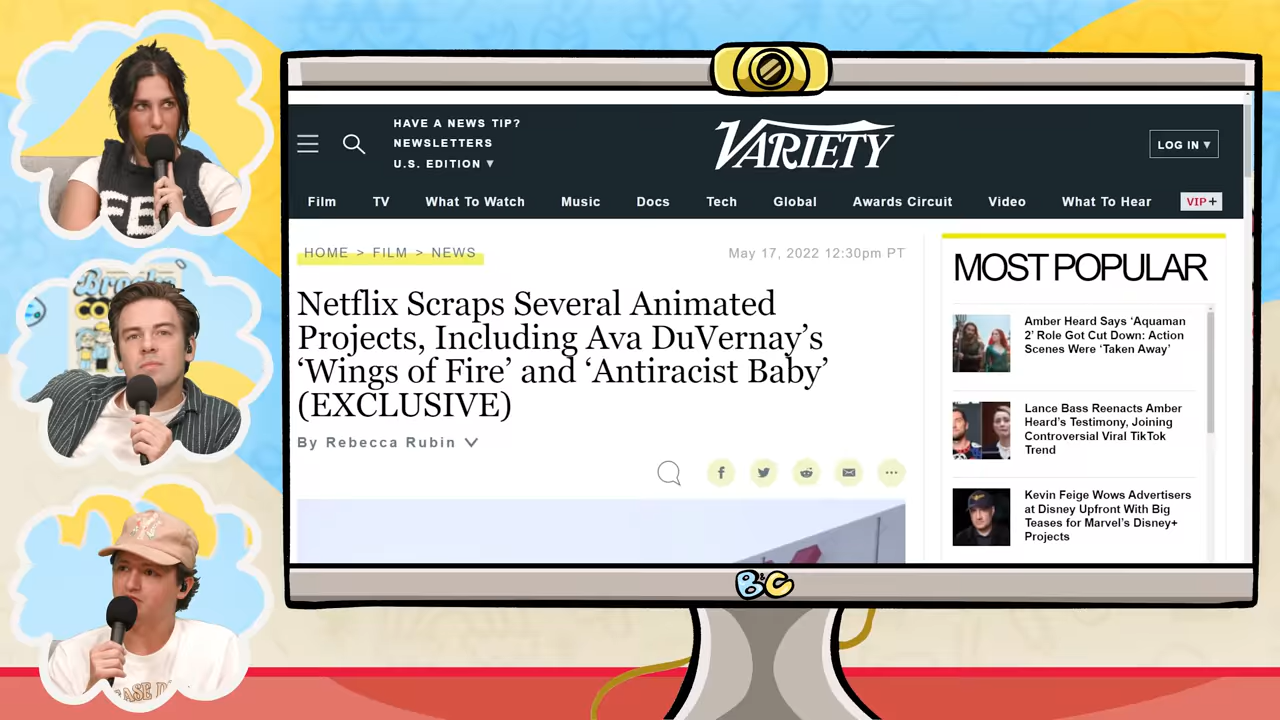 HAVE A NEWS TIP?
NEWSLETTERS
U.S. EDITION ▼
VARIETY
LOG IN ▼
Film TV What To Watch Music Docs Tech Global Awards Circuit Video What To Hear VIP+
HOME > FILM > NEWS
May 17, 2022 12:30pm PT
Netflix Scraps Several Animated
Projects, Including Ava DuVernay’s
‘Wings of Fire’ and ‘Antiracist Baby’
(EXCLUSIVE)
By Rebecca Rubin
MOST POPULAR
Amber Heard Says ‘Aquaman
2’ Role Got Cut Down: Action
Scenes Were ‘Taken Away’
Lance Bass Reenacts Amber
Heard’s Testimony, Joining
Controversial Viral TikTok
Trend
Kevin Feige Wows Advertisers
at Disney Upfront With Big
Teases for Marvel’s Disney+
Projects
B&C